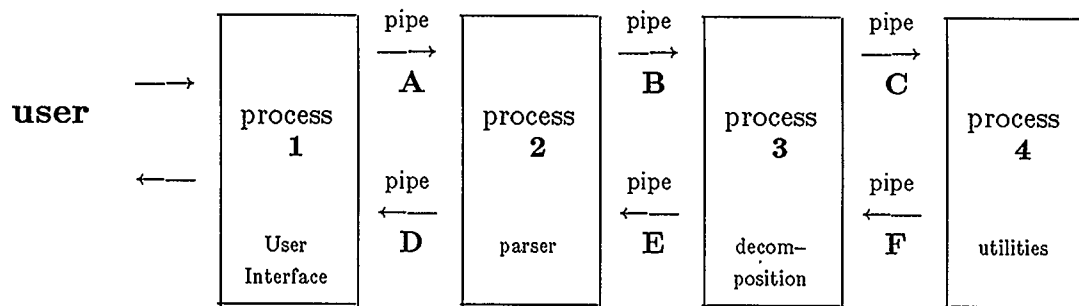 pipe
A
pipe
B
pipe
C
user
process
1
process
2
process
3
process
4
pipe
D
pipe
E
pipe
F
User
Interface
parser
decom–
position
utilities